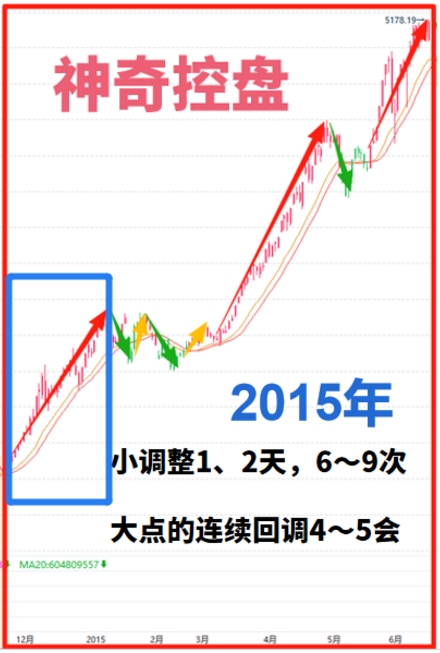 5178.19
神奇控盘
2015年
小调整1、2天，6～9次
大点的连续回调4～5会
MA20:604809557
12月 2015 2月 3月 4月 5月 6月